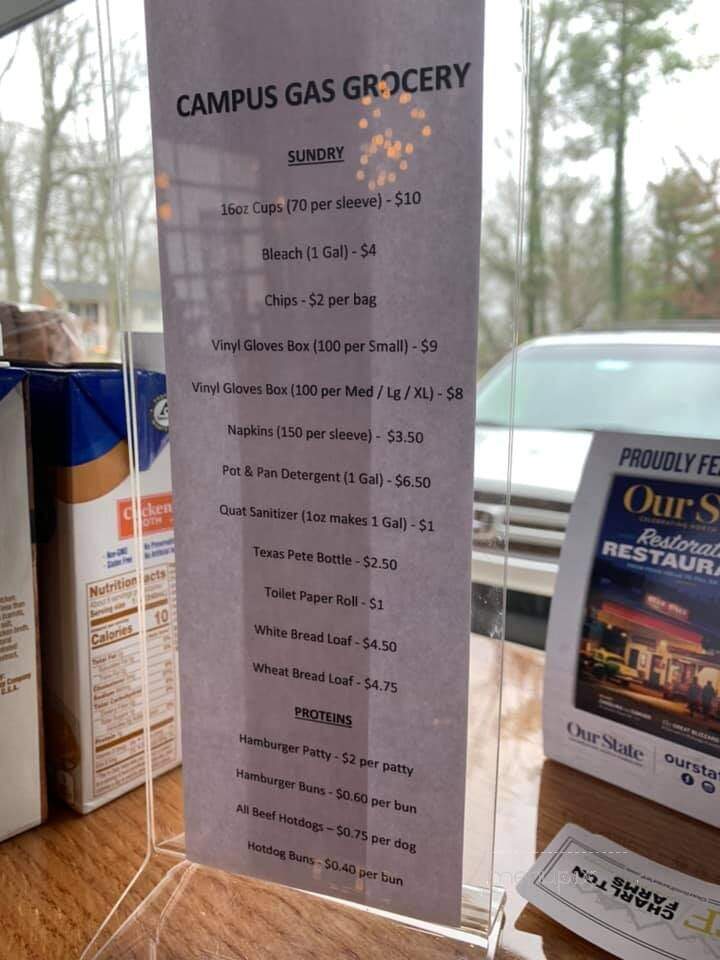 CAMPUS GAS GROCERY
SUNDRY
16oz Cups (70 per sleeve) - $10
Bleach (1 Gal) - $4
Chips - $2 per bag
Vinyl Gloves Box (100 per Small) - $9
Vinyl Gloves Box (100 per Med / Lg / XL) - $8
Napkins (150 per sleeve) - $3.50
Pot & Pan Detergent (1 Gal) - $6.50
Quat Sanitizer (1oz makes 1 Gal) - $1
Texas Pete Bottle - $2.50
Toilet Paper Roll - $1
White Bread Loaf - $4.50
Wheat Bread Loaf - $4.75
PROTEINS
Hamburger Patty - $2 per patty
Hamburger Buns - $0.60 per bun
All Beef Hotdogs – $0.75 per dog
Hotdog Buns - $0.40 per bun
Nutrition
Calories 10
PROUDLY
Our S
RESTAURA
Our State
oursta
CHARLTON
FARMS